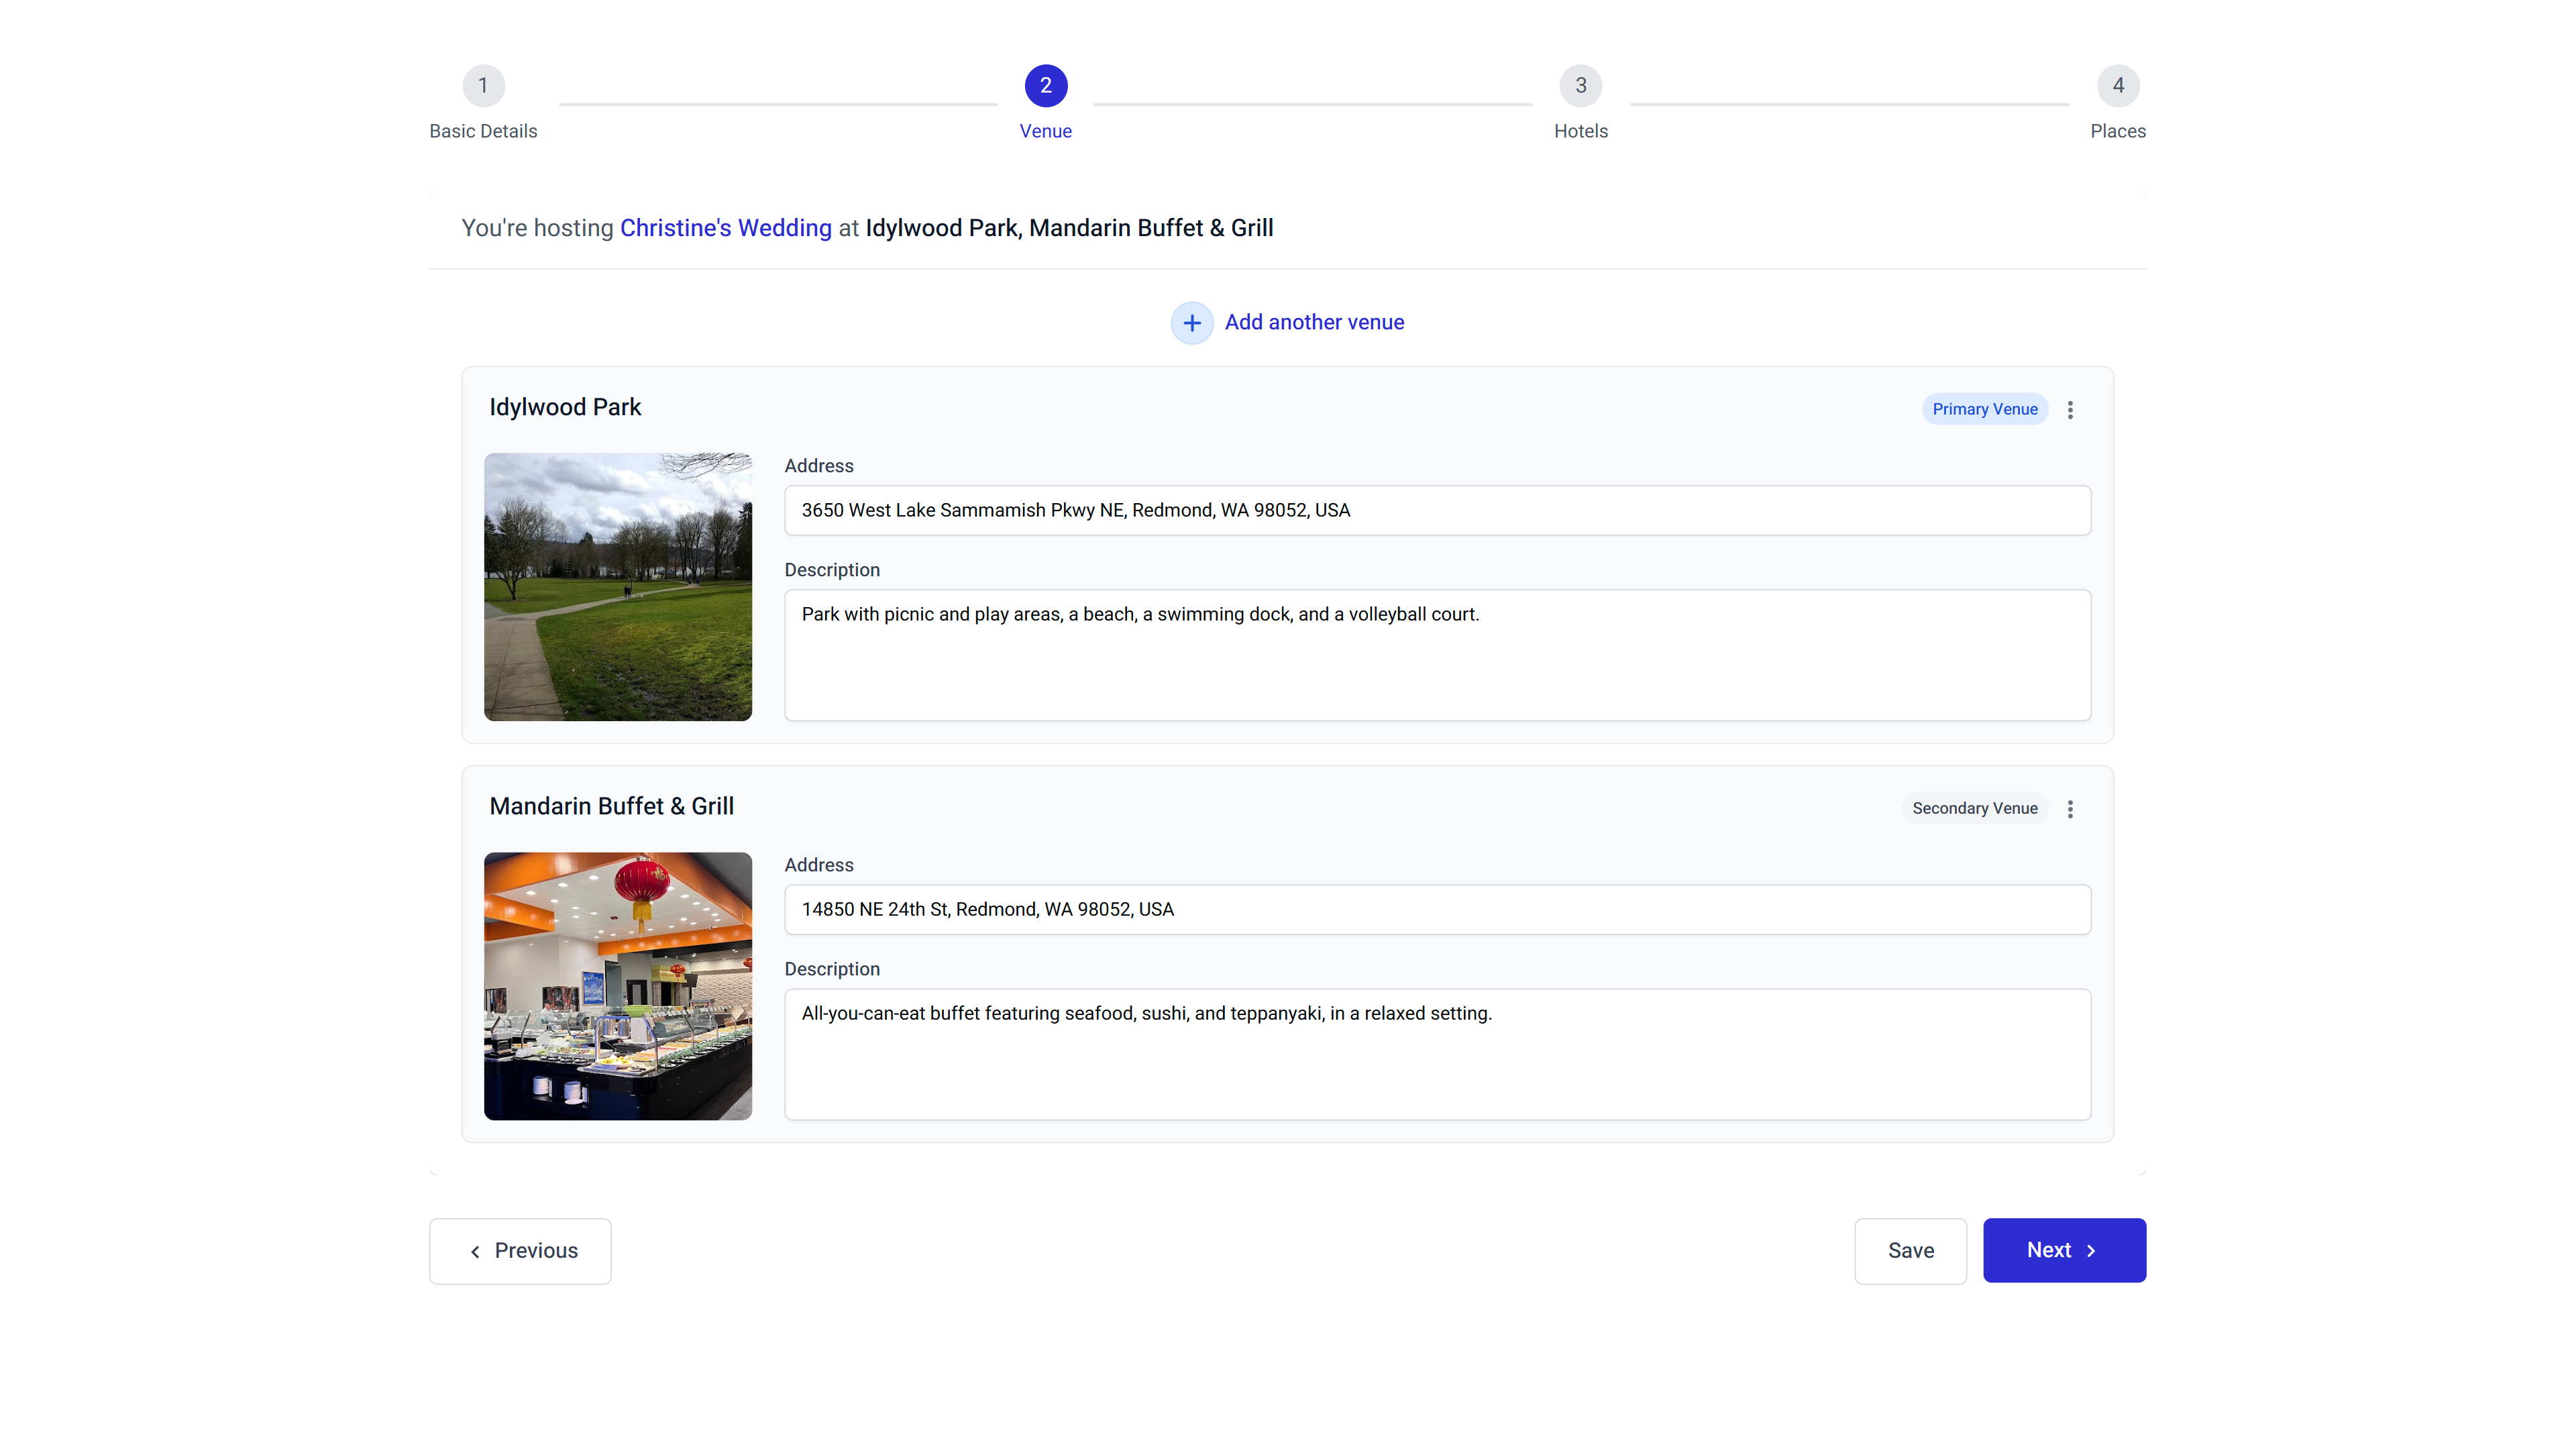 1
2
3
4
Basic Details
Venue
Hotels
Places
You're hosting Christine's Wedding at Idylwood Park, Mandarin Buffet & Grill
Add another venue
Idylwood Park
Primary Venue
Address
3650 West Lake Sammamish Pkwy NE, Redmond, WA 98052, USA
Description
Park with picnic and play areas, a beach, a swimming dock, and a volleyball court.
Mandarin Buffet & Grill
Secondary Venue
Address
14850 NE 24th St, Redmond, WA 98052, USA
Description
All-you-can-eat buffet featuring seafood, sushi, and teppanyaki, in a relaxed setting.
Previous
Save
Next